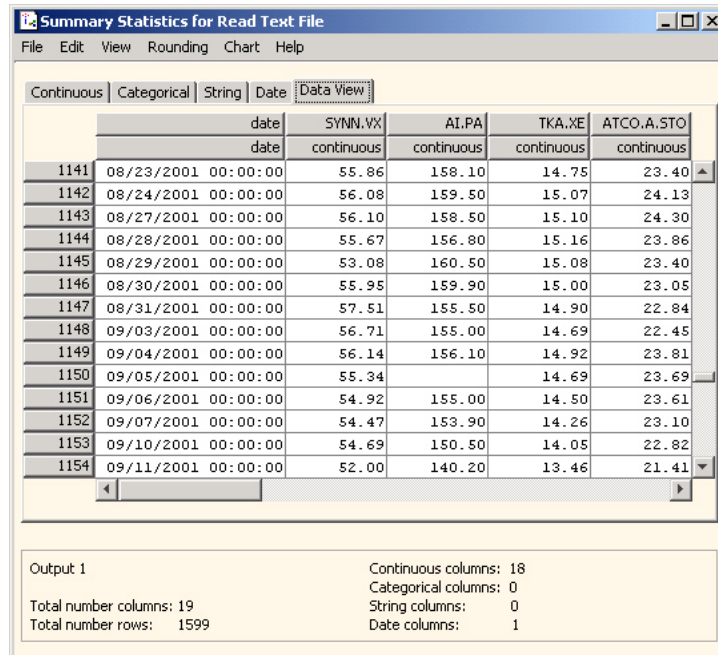 Summary Statistics for Read Text File
File Edit View Rounding Chart Help
Continuous Categorical String Date Data View
date SYNN.VX AI.PA TKA.XE ATCO.A.STO
date continuous continuous continuous continuous
1141 08/23/2001 00:00:00 55.86 158.10 14.75 23.40
1142 08/24/2001 00:00:00 56.08 159.50 15.07 24.13
1143 08/27/2001 00:00:00 56.10 158.50 15.10 24.30
1144 08/28/2001 00:00:00 55.67 156.80 15.16 23.86
1145 08/29/2001 00:00:00 53.08 160.50 15.08 23.40
1146 08/30/2001 00:00:00 55.95 159.90 15.00 23.05
1147 08/31/2001 00:00:00 57.51 155.50 14.90 22.84
1148 09/03/2001 00:00:00 56.71 155.00 14.69 22.45
1149 09/04/2001 00:00:00 56.14 156.10 14.92 23.81
1150 09/05/2001 00:00:00 55.34 14.69 23.69
1151 09/06/2001 00:00:00 54.92 155.00 14.50 23.61
1152 09/07/2001 00:00:00 54.47 153.90 14.26 23.10
1153 09/10/2001 00:00:00 54.69 150.50 14.05 22.82
1154 09/11/2001 00:00:00 52.00 140.20 13.46 21.41
Output 1 Continuous columns: 18
Categorical columns: 0
Total number columns: 19 String columns: 0
Total number rows: 1599 Date columns: 1